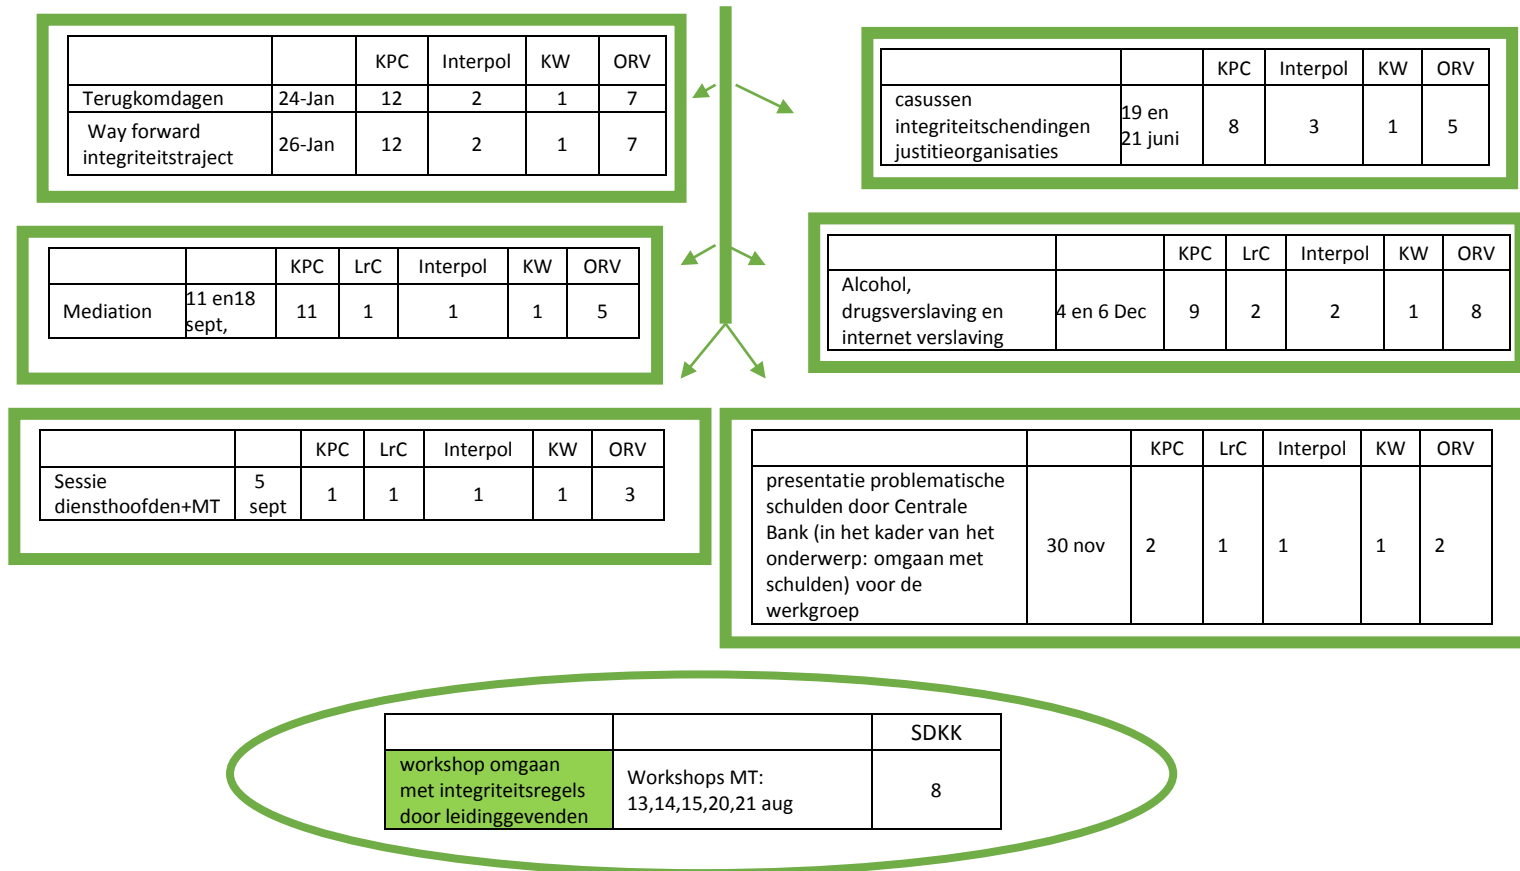 KPC Interpol KW ORV
Terugkomdagen 24-Jan 12 2 1 7
Way forward
integriteitstraject 26-Jan 12 2 1 7
KPC Interpol KW ORV
casussen
integriteitschendingen
justitieorganisaties
19 en
21 juni
8 3 1 5
KPC LrC Interpol KW ORV
Mediation
11 en18
sept,
11 1 1 1 5
KPC LrC Interpol KW ORV
Alcohol,
drugsverslaving en
internet verslaving
4 en 6 Dec 9 2 2 1 8
KPC LrC Interpol KW ORV
Sessie
diensthoofden+MT
5
sept
1 1 1 1 3
KPC LrC Interpol KW ORV
presentatie problematische
schulden door Centrale
Bank (in het kader van het
onderwerp: omgaan met
schulden) voor de
werkgroep
30 nov 2 1 1 1 2
SDKK
workshop omgaan
met integriteitsregels
door leidinggevenden
Workshops MT:
13,14,15,20,21 aug
8